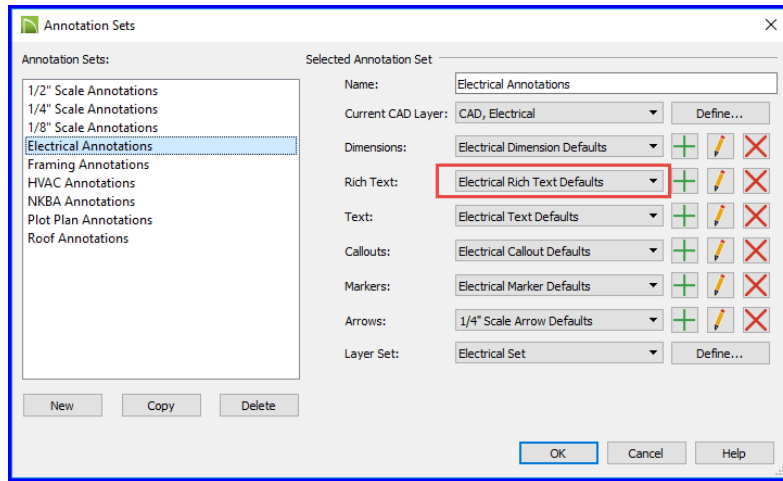 Annotation Sets
Annotation Sets:
1/2" Scale Annotations
1/4" Scale Annotations
1/8" Scale Annotations
Electrical Annotations
Framing Annotations
HVAC Annotations
NKBA Annotations
Plot Plan Annotations
Roof Annotations
New Copy Delete
Selected Annotation Set
Name: Electrical Annotations
Current CAD Layer: CAD, Electrical Define...
Dimensions: Electrical Dimension Defaults
Rich Text: Electrical Rich Text Defaults
Text: Electrical Text Defaults
Callouts: Electrical Callout Defaults
Markers: Electrical Marker Defaults
Arrows: 1/4" Scale Arrow Defaults
Layer Set: Electrical Set Define...
OK Cancel Help